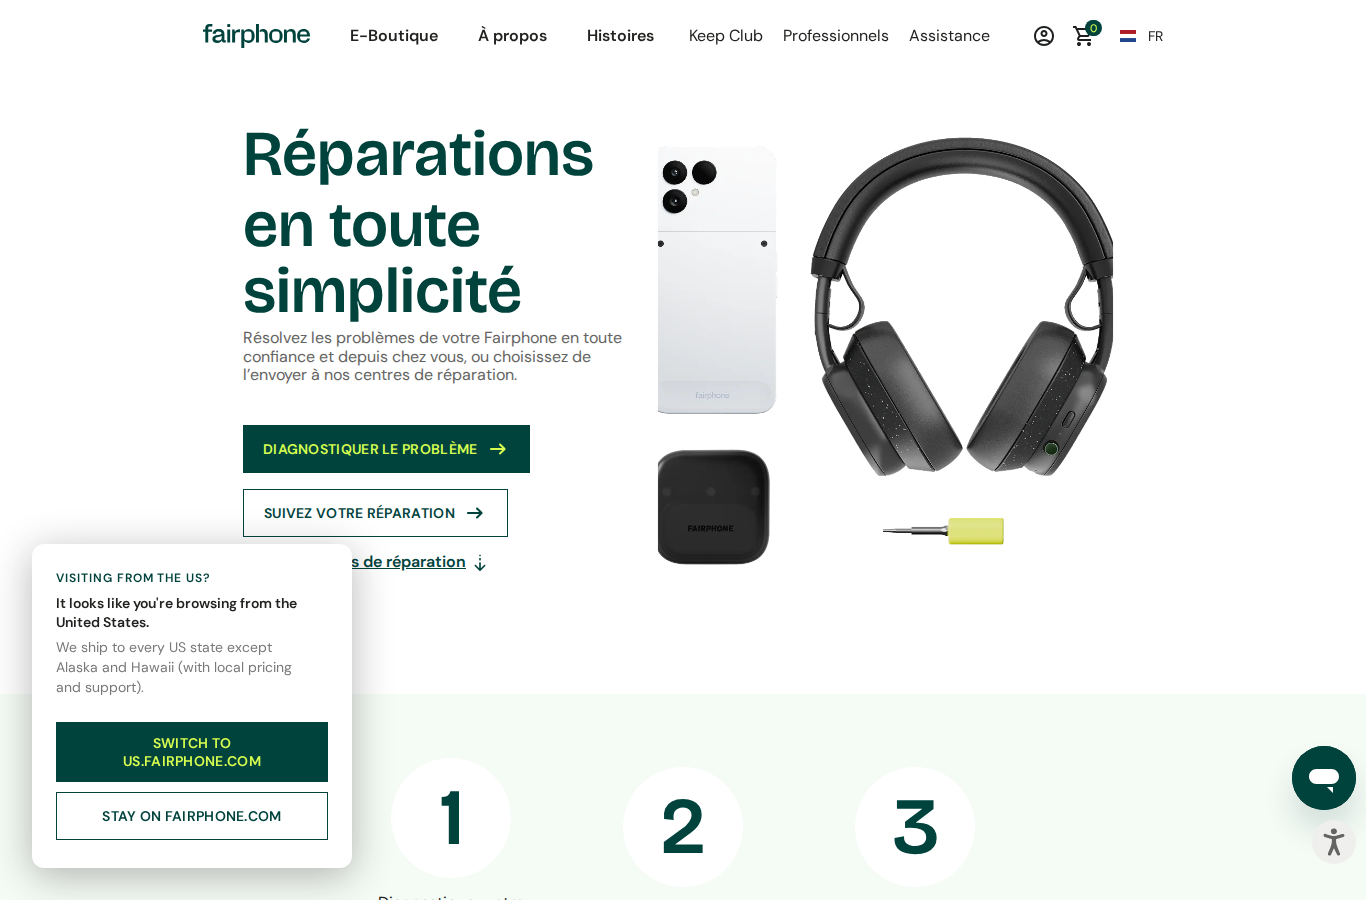 fairphone
E-Boutique
À propos
Histoires
Keep Club
Professionnels
Assistance
0
FR
Réparations
en toute
simplicité
Résolvez les problèmes de votre Fairphone en toute
confiance et depuis chez vous, ou choisissez de
l’envoyer à nos centres de réparation.
DIAGNOSTIQUER LE PROBLÈME
SUIVEZ VOTRE RÉPARATION
de réparation
fairphone
FAIRPHONE
VISITING FROM THE US?
It looks like you're browsing from the
United States.
We ship to every US state except
Alaska and Hawaii (with local pricing
and support).
SWITCH TO
US.FAIRPHONE.COM
STAY ON FAIRPHONE.COM
1
2
3